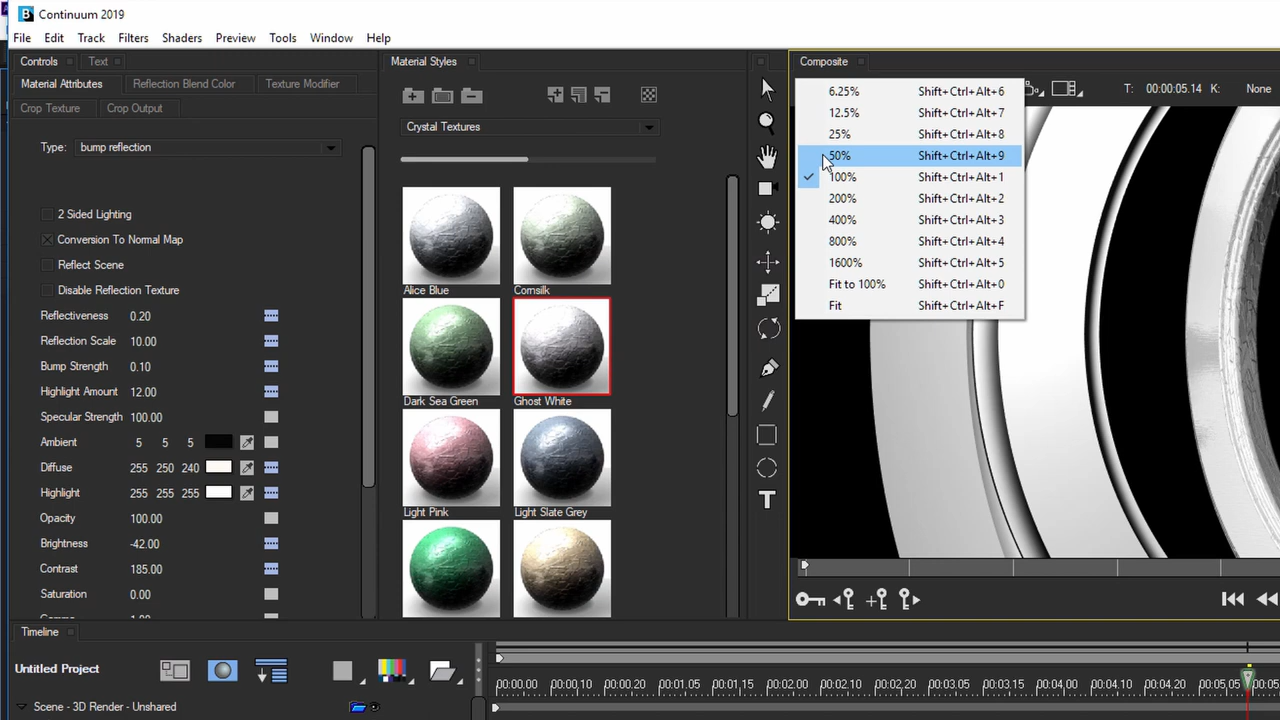 Continuum 2019
File Edit Track Filters Shaders Preview Tools Window Help
Controls Text
Material Attributes Reflection Blend Color Texture Modifier
Crop Texture Crop Output
Type: bump reflection
2 Sided Lighting
Conversion To Normal Map
Reflect Scene
Disable Reflection Texture
Reflectiveness 0.20
Reflection Scale 10.00
Bump Strength 0.10
Highlight Amount 12.00
Specular Strength 100.00
Ambient 5 5 5
Diffuse 255 250 240
Highlight 255 255 255
Opacity 100.00
Brightness -42.00
Contrast 185.00
Saturation 0.00
Material Styles
Crystal Textures
Alice Blue Cornsilk
Dark Sea Green Ghost White
Light Pink Light Slate Grey
T
Composite
T: 00:00:05.14 K: None
6.25% Shift+Ctrl+Alt+6
12.5% Shift+Ctrl+Alt+7
25% Shift+Ctrl+Alt+8
50% Shift+Ctrl+Alt+9
100% Shift+Ctrl+Alt+1
200% Shift+Ctrl+Alt+2
400% Shift+Ctrl+Alt+3
800% Shift+Ctrl+Alt+4
1600% Shift+Ctrl+Alt+5
Fit to 100% Shift+Ctrl+Alt+0
Fit Shift+Ctrl+Alt+F
Timeline
Untitled Project
00:00.00 00:00.10 00:00.20 00:01.05 00:01.15 00:02.00 00:02.10 00:02.20 00:03.05 00:03.15 00:04.00 00:04.10 00:04.20 00:05.05
Scene - 3D Render - Unshared